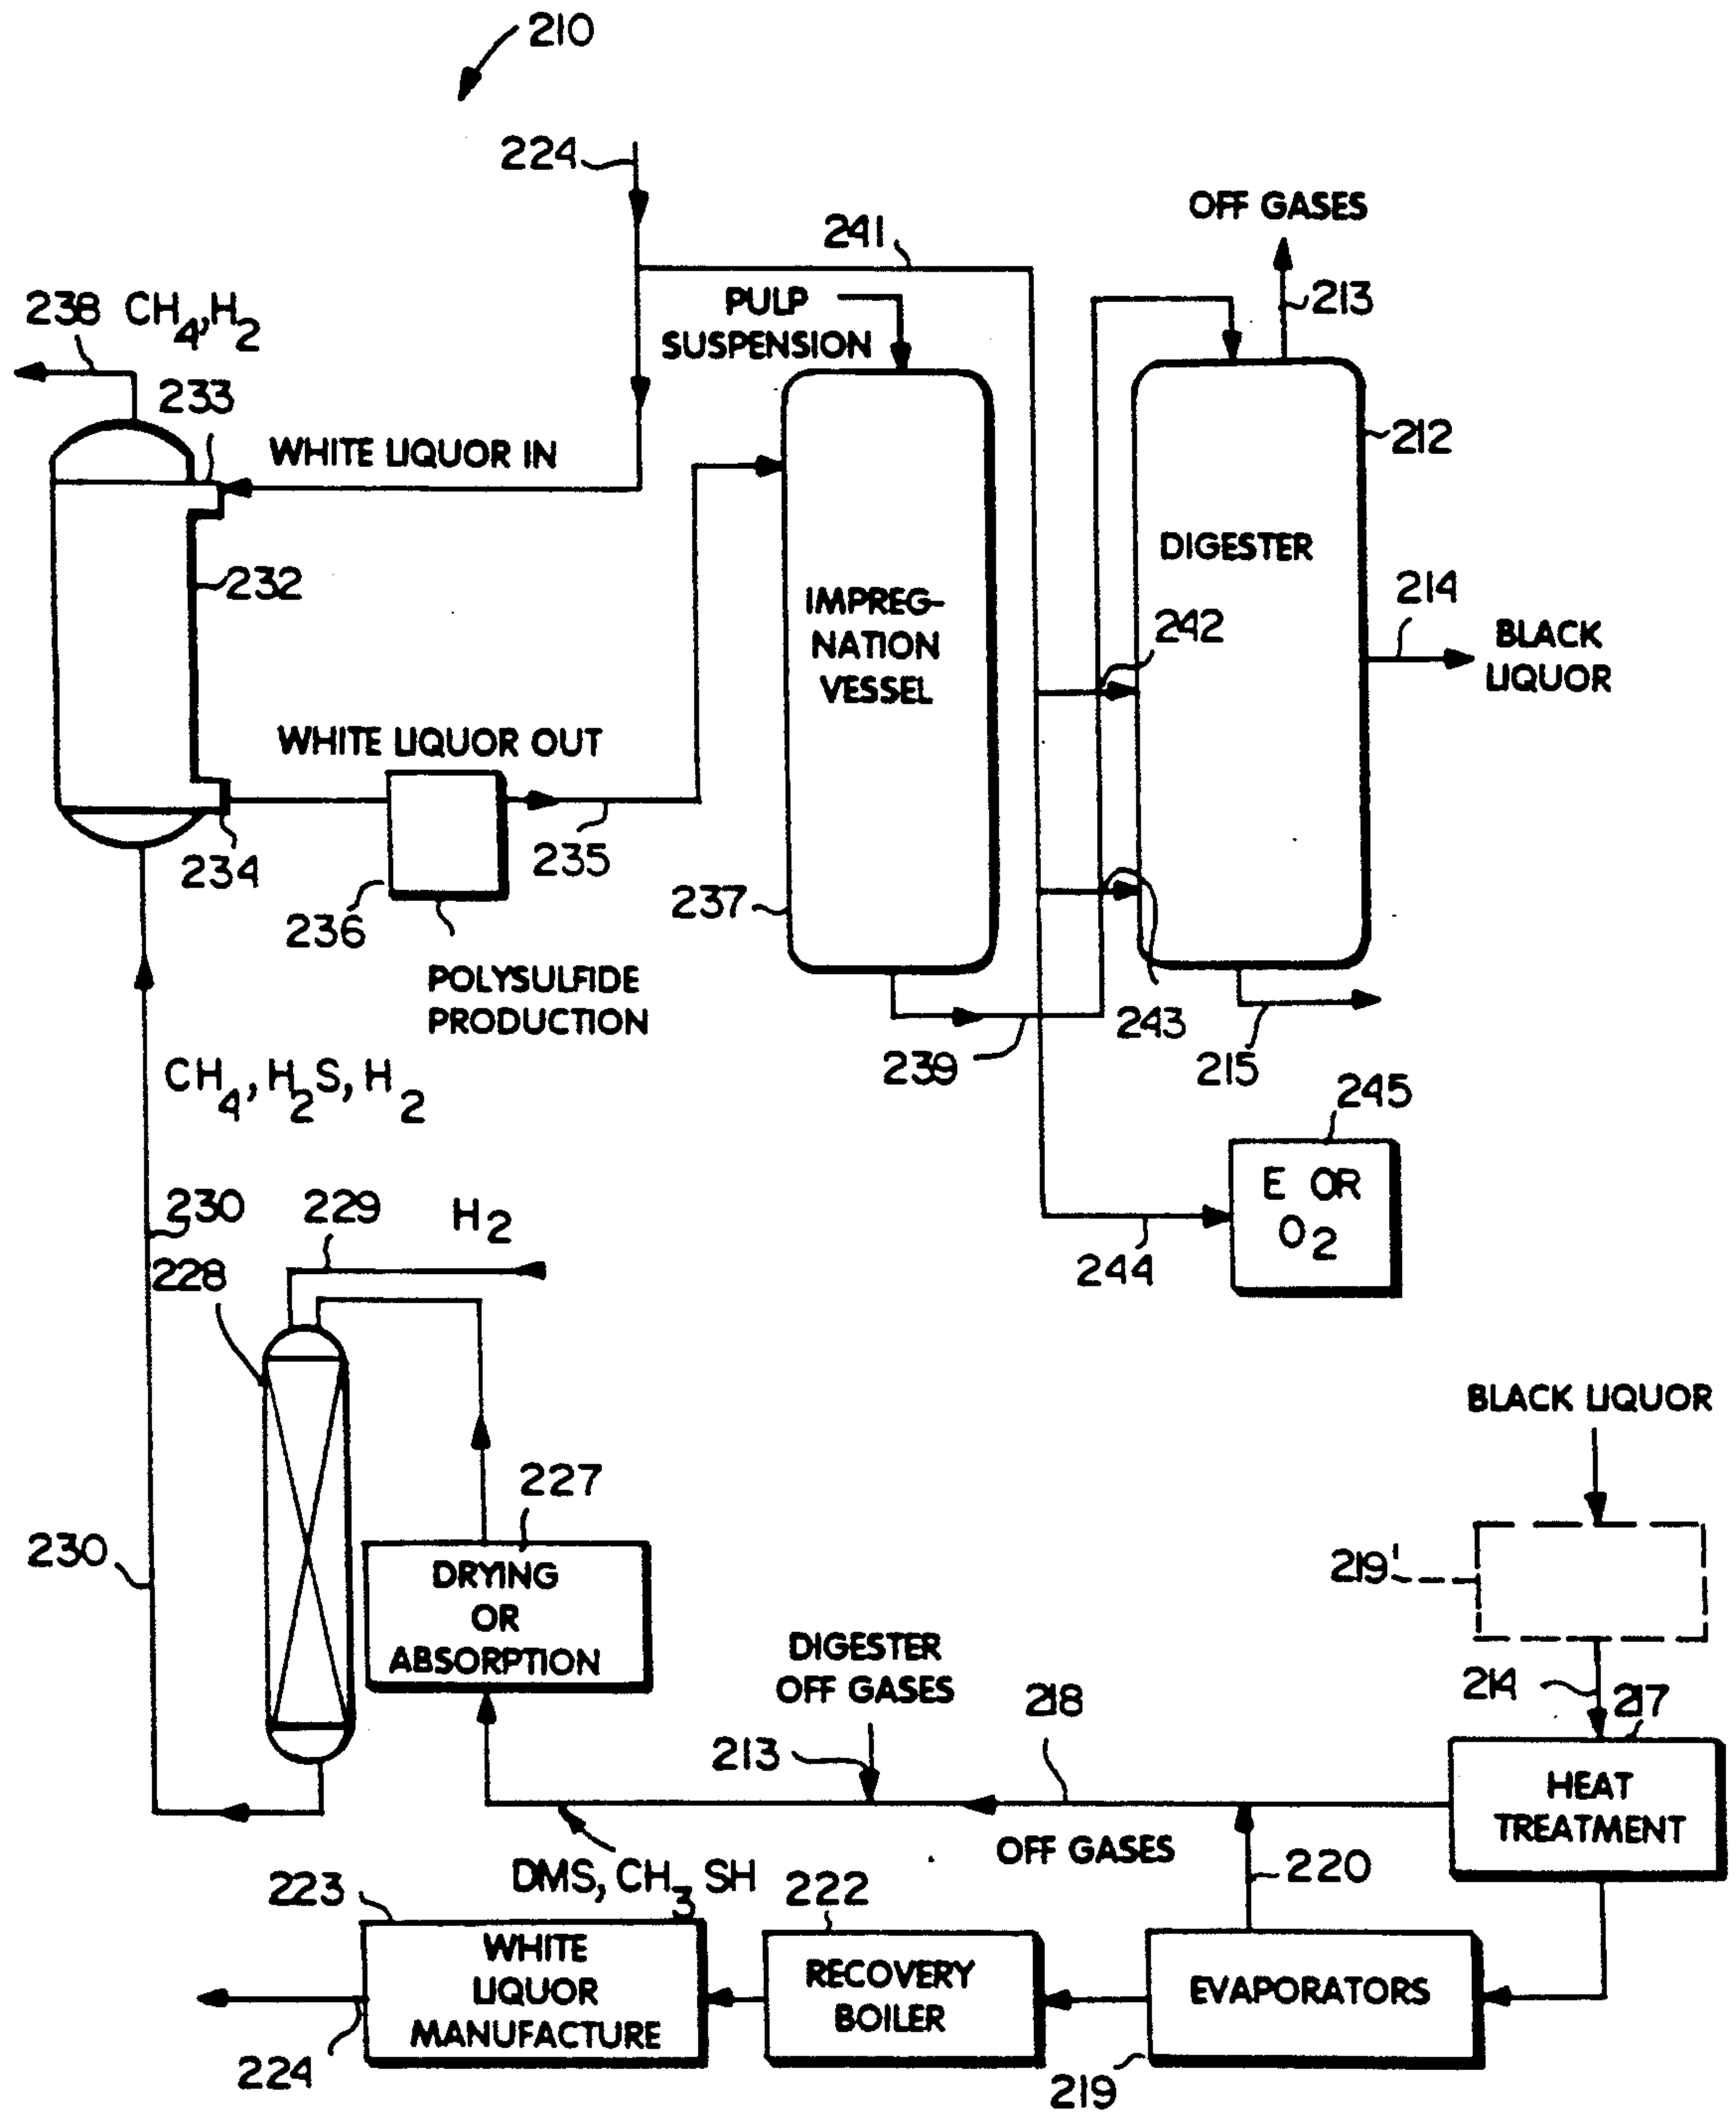 210
224
OFF GASES
241
213
238 CH4, H2
PULP
SUSPENSION
233
212
WHITE LIQUOR IN
DIGESTER
232
214
IMPREG-
NATION
VESSEL
242
BLACK
LIQUOR
WHITE LIQUOR OUT
234
235
237
236
POLYSULFIDE
PRODUCTION
243
239
215
CH4, H2S, H2
245
E OR
O2
230
229
H2
228
244
BLACK LIQUOR
227
230
DRYING
OR
ABSORPTION
219'
DIGESTER
OFF GASES
218
214
217
213
HEAT
TREATMENT
OFF GASES
DMS, CH3 SH
220
223
222
WHITE
LIQUOR
MANUFACTURE
RECOVERY
BOILER
EVAPORATORS
224
219